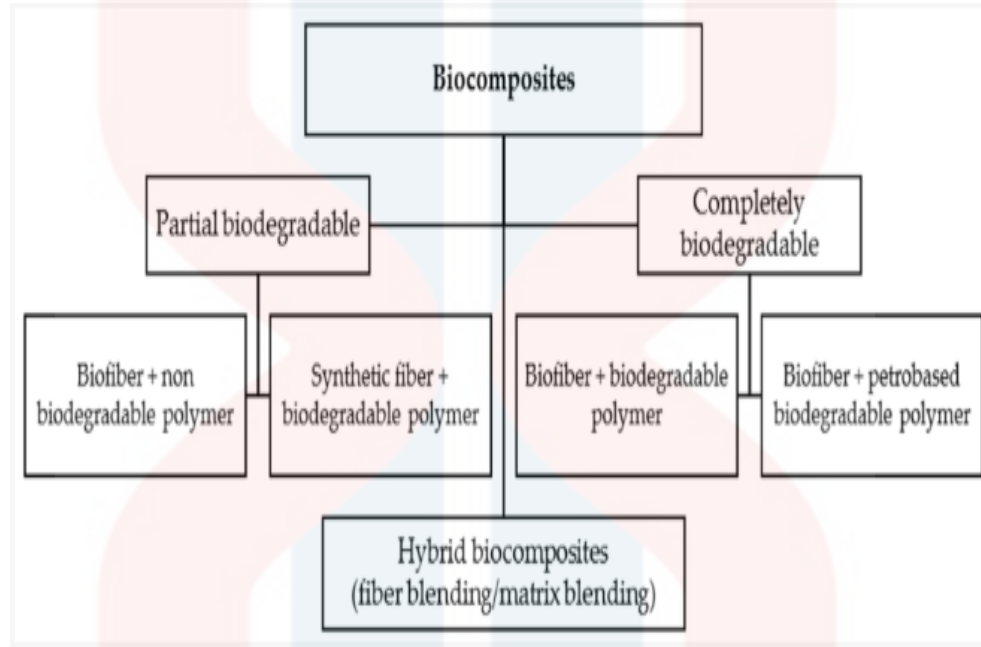 Biocomposites
Partial biodegradable
Completely
biodegradable
Biofiber + non
biodegradable polymer
Synthetic fiber +
biodegradable polymer
Biofiber + biodegradable
polymer
Biofiber + petrobased
biodegradable polymer
Hybrid biocomposites
(fiber blending/matrix blending)